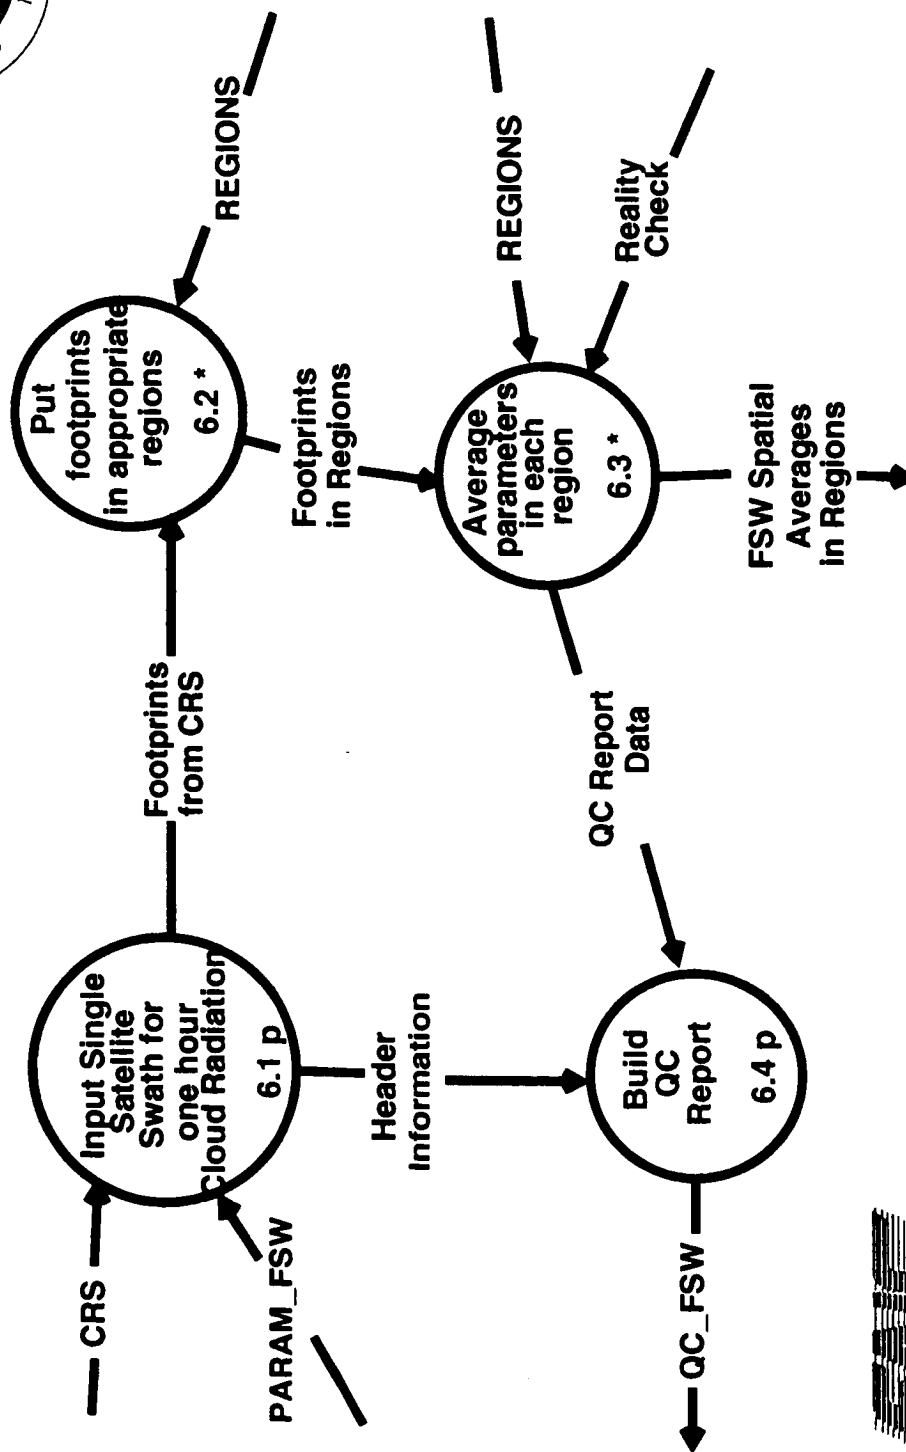 CRS
PARAM_FSW
Input Single
Satellite
Swath for
one hour
Cloud Radiation
6.1 p
Footprints
from CRS
Put
footprints
in appropriate
regions
6.2 *
REGIONS
Header
Information
Footprints
in Regions
REGIONS
Reality
Check
Average
parameters
in each
region
6.3 *
QC Report
Data
FSW Spatial
Averages
in Regions
Build
QC
Report
6.4 p
QC_FSW